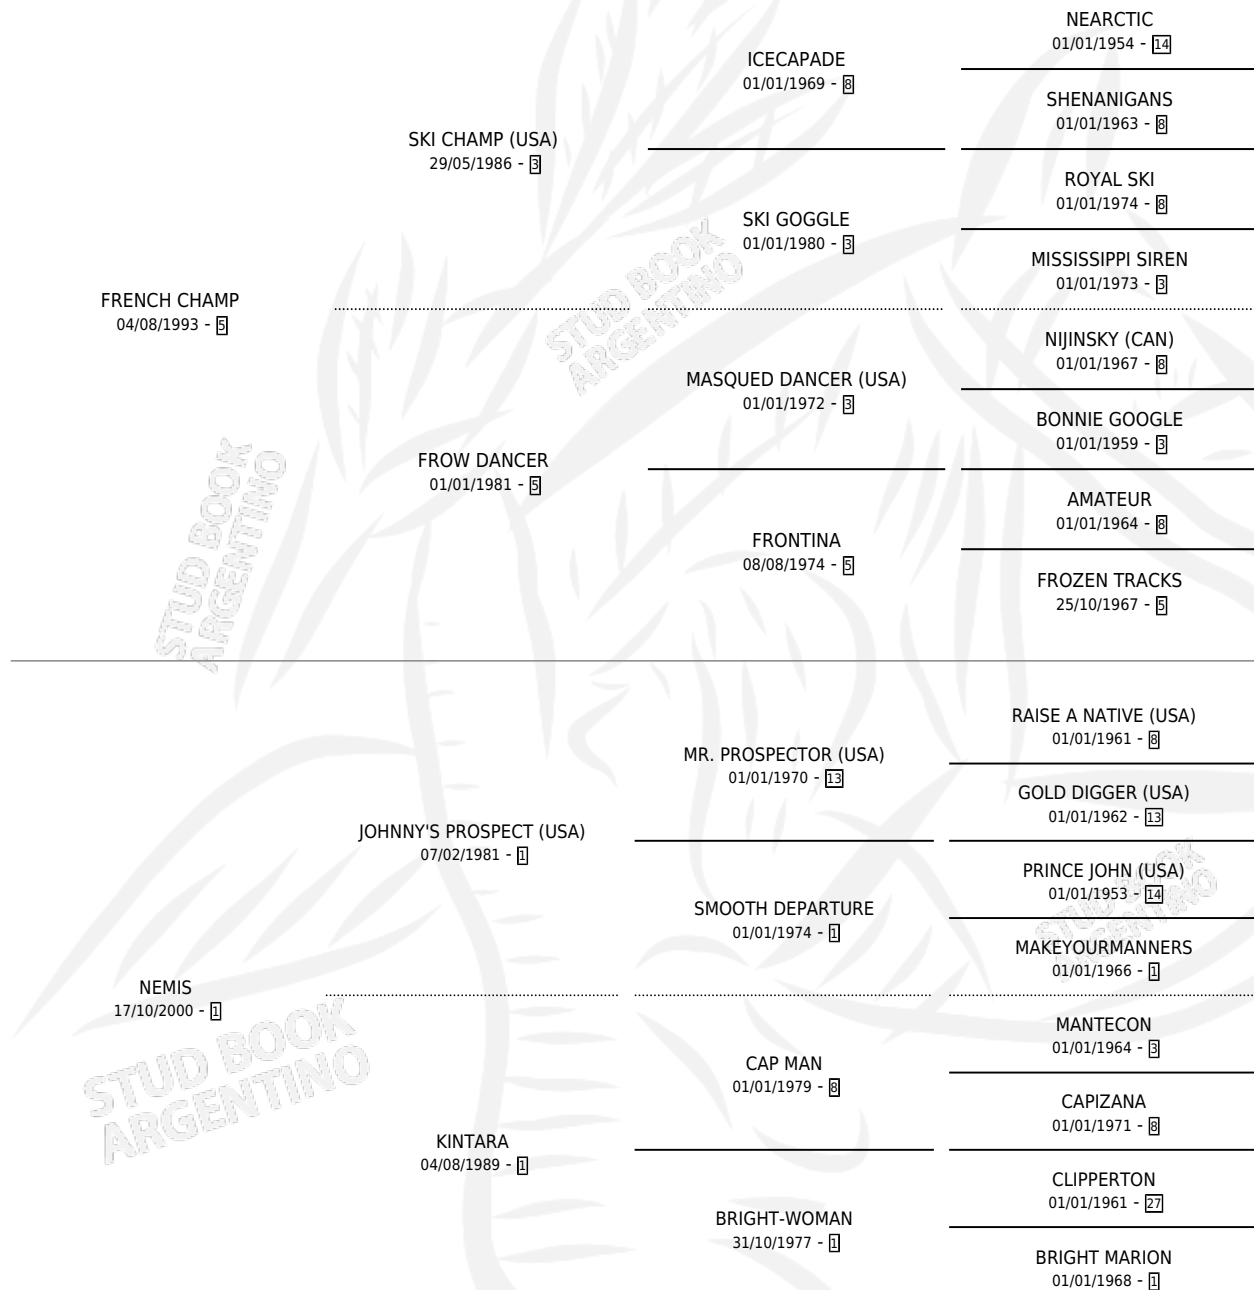 NEARCTIC
01/01/1954 - 14
ICECAPADE
01/01/1969 - 8
SHENANIGANS
01/01/1963 - 8
SKI CHAMP (USA)
29/05/1986 - 3
ROYAL SKI
01/01/1974 - 8
SKI GOGGLE
01/01/1980 - 3
MISSISSIPPI SIREN
01/01/1973 - 3
FRENCH CHAMP
04/08/1993 - 5
NIJINSKY (CAN)
01/01/1967 - 8
MASQUED DANCER (USA)
01/01/1972 - 3
BONNIE GOOGLE
01/01/1959 - 3
FROW DANCER
01/01/1981 - 5
AMATEUR
01/01/1964 - 8
FRONTINA
08/08/1974 - 5
FROZEN TRACKS
25/10/1967 - 5
STUD BOOK
ARGENTINO
STUD BOOK
ARGENTINO
RAISE A NATIVE (USA)
01/01/1961 - 8
MR. PROSPECTOR (USA)
01/01/1970 - 13
GOLD DIGGER (USA)
01/01/1962 - 13
JOHNNY'S PROSPECT (USA)
07/02/1981 - 1
PRINCE JOHN (USA)
01/01/1953 - 14
SMOOTH DEPARTURE
01/01/1974 - 1
MAKEYOURMANNERS
01/01/1966 - 1
NEMIS
17/10/2000 - 1
MANTECON
01/01/1964 - 3
CAP MAN
01/01/1979 - 8
CAPIZANA
01/01/1971 - 8
KINTARA
04/08/1989 - 1
CLIPPERTON
01/01/1961 - 27
BRIGHT-WOMAN
31/10/1977 - 1
BRIGHT MARION
01/01/1968 - 1
STUD BOOK
ARGENTINO
STUD BOOK
ARGENTINO